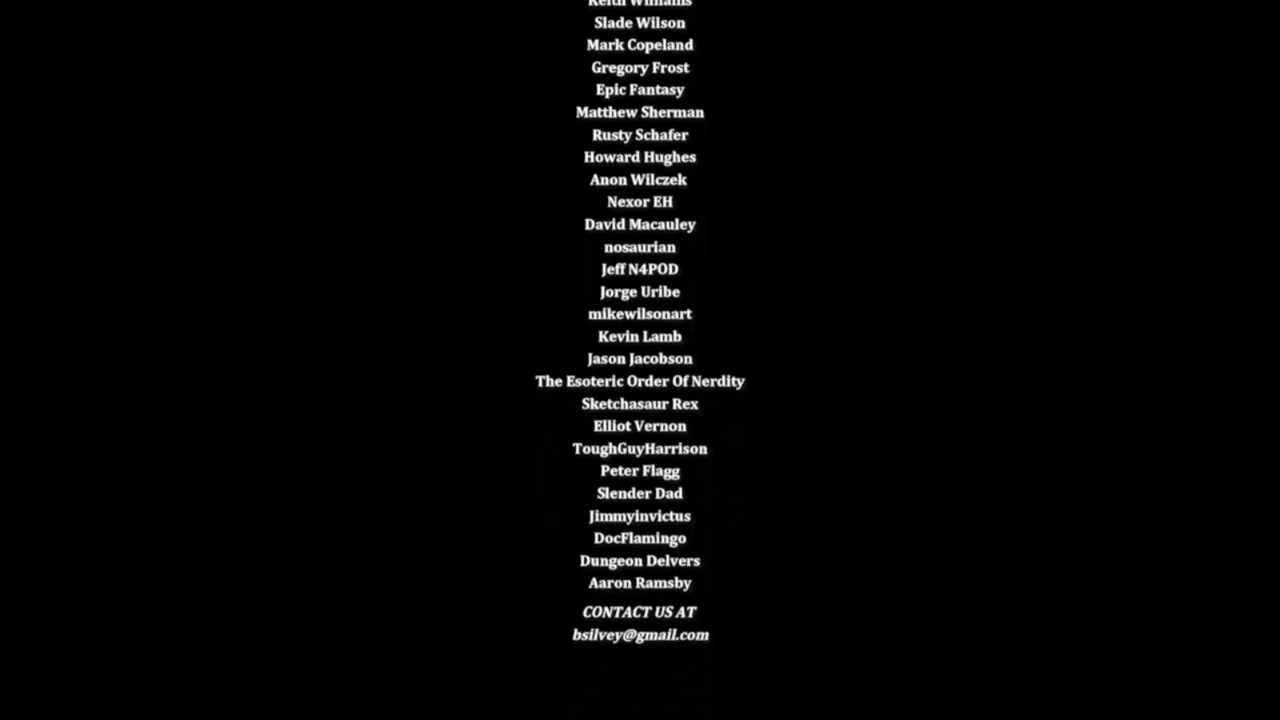 Keith Williams
Slade Wilson
Mark Copeland
Gregory Frost
Epic Fantasy
Matthew Sherman
Rusty Schafer
Howard Hughes
Anon Wilczek
Nexor EH
David Macauley
nosaurian
Jeff N4POD
Jorge Uribe
mikewilsonart
Kevin Lamb
Jason Jacobson
The Esoteric Order Of Nerdity
Sketchasaur Rex
Elliot Vernon
ToughGuyHarrison
Peter Flagg
Slender Dad
Jimmyinvictus
DocFlamingo
Dungeon Delvers
Aaron Ramsby
CONTACT US AT
bsilvey@gmail.com